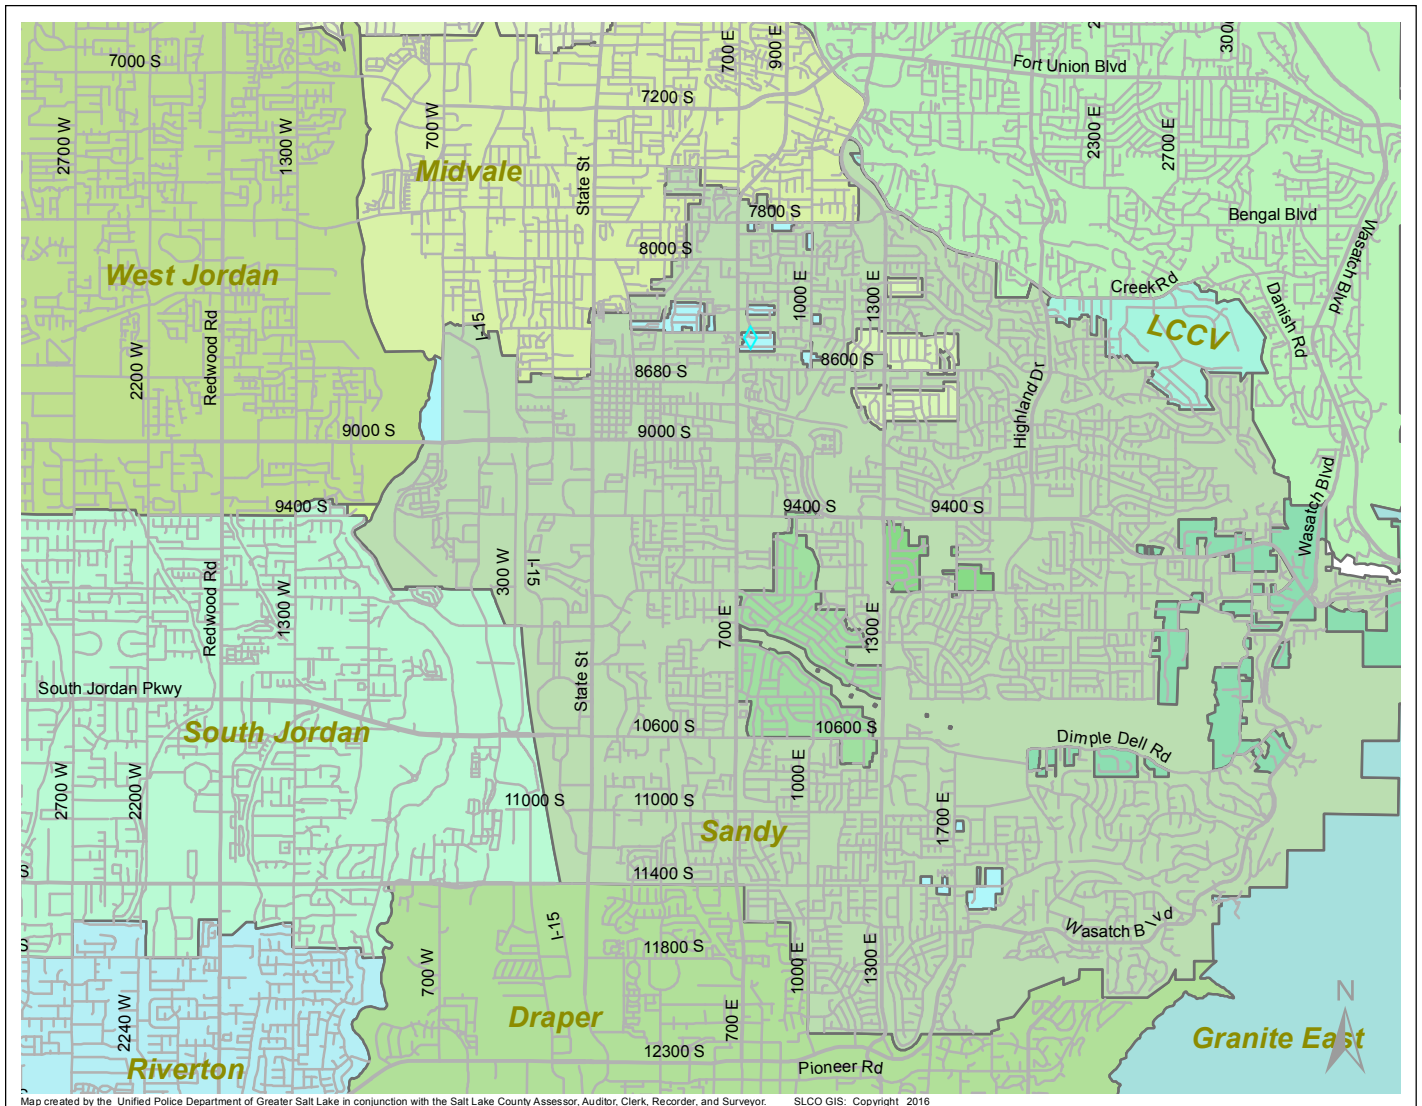 7000 S
2700 W
1300 W
700 W
Midvale
State St
7200 S
700 E
900 E
Fort Union Blvd
2300 E
2700 E
Bengal Blvd
Wasatch Blvd
7800 S
8000 S
West Jordan
Redwood Rd
2200 W
I-15
1000 E
1300 E
Creek Rd
LCCV
Danish Rd
8600 S
8680 S
Highland Dr
9000 S
9000 S
9400 S
9400 S
9400 S
Wasatch Blvd
Redwood Rd
1300 W
I-15
700 E
1300 E
State St
South Jordan Pkwy
South Jordan
10600 S
10600 S
Dimple Dell Rd
2700 W
2200 W
1000 E
11000 S
11000 S
1700 E
Sandy
11400 S
Wasatch Blvd
I-15
11800 S
700 W
1000 E
1300 E
2240 W
Draper
700 E
N
Granite East
12300 S
Riverton
Pioneer Rd
Map created by the Unified Police Department of Greater Salt Lake in conjunction with the Salt Lake County Assessor, Auditor, Clerk, Recorder, and Surveyor. SLCO GIS: Copyright 2016